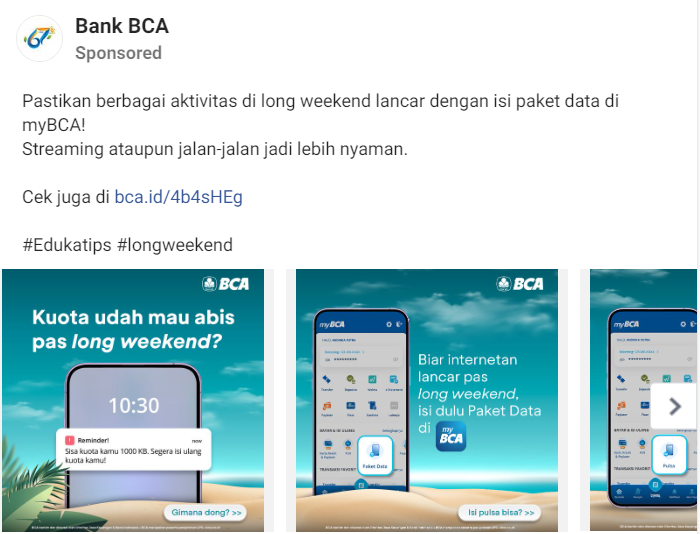 67
Bank BCA
Sponsored
Pastikan berbagai aktivitas di long weekend lancar dengan isi paket data di
myBCA!
Streaming ataupun jalan-jalan jadi lebih nyaman.
Cek juga di bca.id/4b4sHEg
#Edukatips #longweekend
BCA
Kuota udah mau abis
pas long weekend?
10:30
Reminder! now
Sisa kuota kamu 1000 KB. Segera isi ulang
kuota kamu!
Gimana dong? >>
BCA
myBCA
Biar internetan
lancar pas
long weekend,
isi dulu Paket Data
di my BCA
Paket Data
Isi pulsa bisa? >>
myBCA
Pulsa